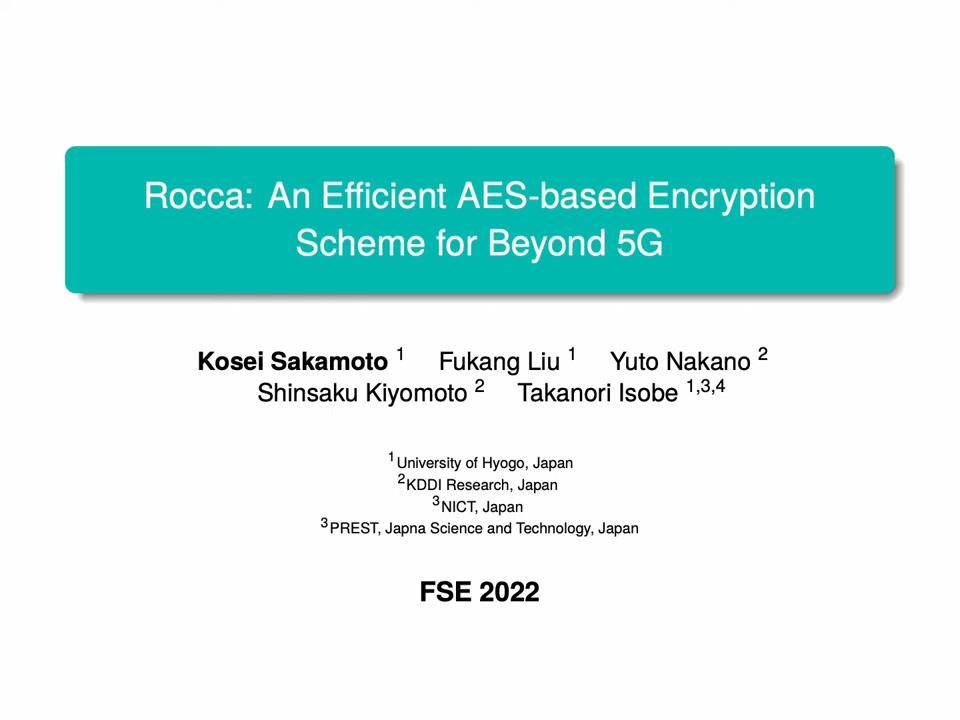 Rocca: An Efficient AES-based Encryption
Scheme for Beyond 5G
Kosei Sakamoto 1 Fukang Liu 1 Yuto Nakano 2
Shinsaku Kiyomoto 2 Takanori Isobe 1,3,4
1University of Hyogo, Japan
2KDDI Research, Japan
3NICT, Japan
3PREST, Japna Science and Technology, Japan
FSE 2022